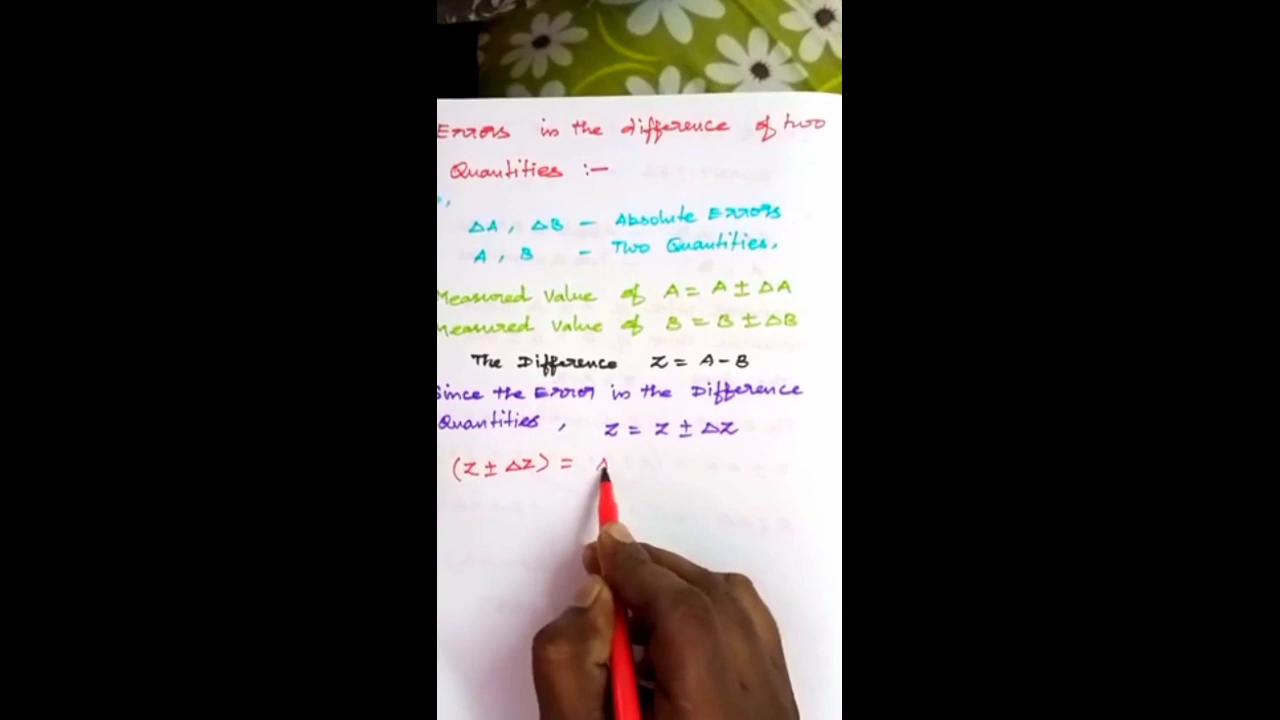 Errors in the difference of two
Quantities :-
ΔA, ΔB - Absolute Errors
A, B - Two Quantities,
Measured Value of A = A ± ΔA
Measured Value of B = B ± ΔB
The Difference Z = A - B
Since the Error in the Difference
Quantities, Z = Z ± ΔZ
(Z ± ΔZ) = A